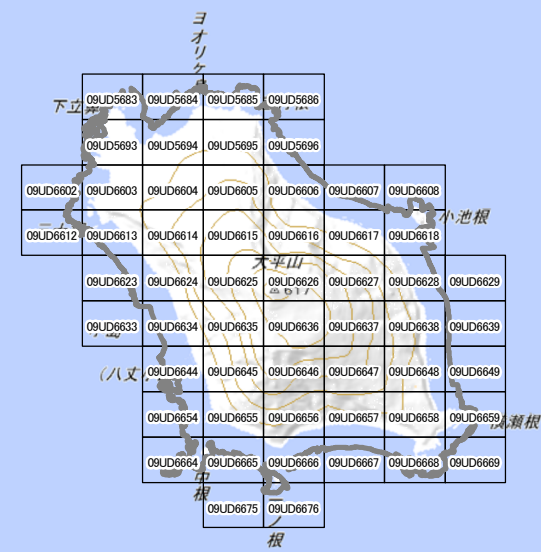 ヨオリケ
下立
09UD5683 09UD5684 09UD5685 09UD5686
09UD5693 09UD5694 09UD5695 09UD5696
09UD6602 09UD6603 09UD6604 09UD6605 09UD6606 09UD6607 09UD6608
小池根
09UD6612 09UD6613 09UD6614 09UD6615 09UD6616 09UD6617 09UD6618
大平山
09UD6623 09UD6624 09UD6625 09UD6626 09UD6627 09UD6628 09UD6629
617
09UD6633 09UD6634 09UD6635 09UD6636 09UD6637 09UD6638 09UD6639
(八丈
09UD6644 09UD6645 09UD6646 09UD6647 09UD6648 09UD6649
09UD6654 09UD6655 09UD6656 09UD6657 09UD6658 09UD6659
瀬根
09UD6664 09UD6665 09UD6666 09UD6667 09UD6668 09UD6669
中根
09UD6675 09UD6676
ノ根